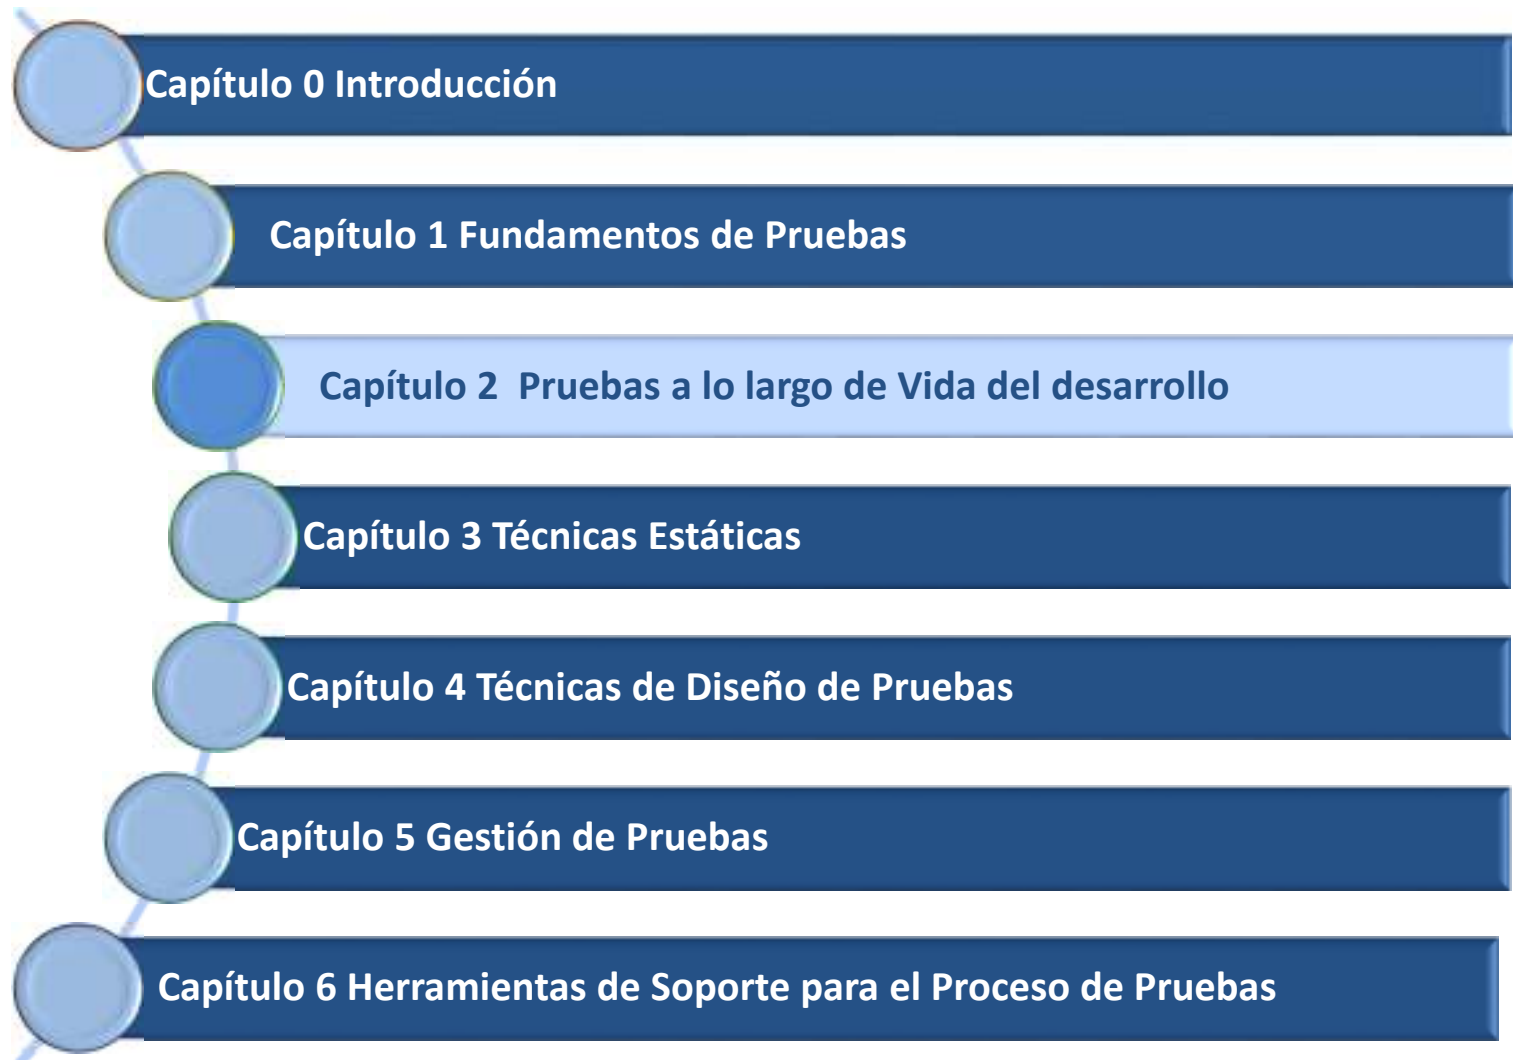 Capítulo 0 Introducción
Capítulo 1 Fundamentos de Pruebas
Capítulo 2  Pruebas a lo largo de Vida del desarrollo
Capítulo 3 Técnicas Estáticas
Capítulo 4 Técnicas de Diseño de Pruebas
Capítulo 5 Gestión de Pruebas
Capítulo 6 Herramientas de Soporte para el Proceso de Pruebas